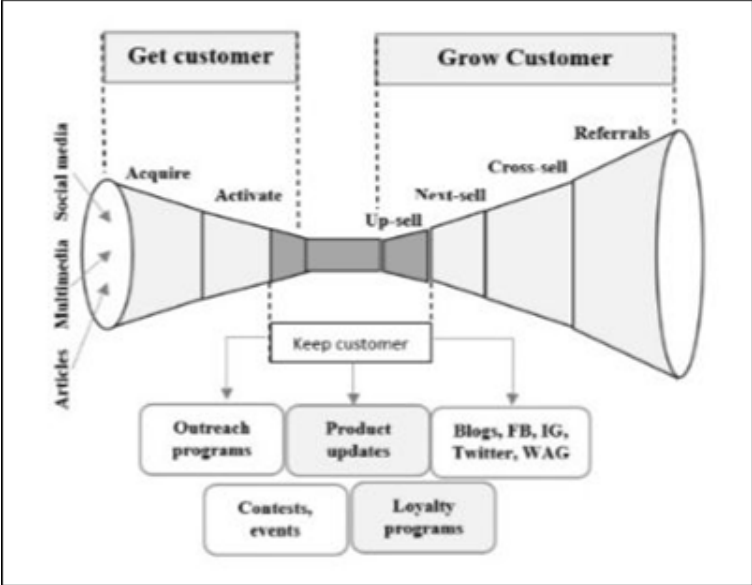 Get customer
Grow Customer
Referrals
Cross-sell
Next-sell
Up-sell
Acquire
Activate
Social media
Multimedia
Articles
Keep customer
Outreach
programs
Product
updates
Blogs, FB, IG,
Twitter, WAG
Contests,
events
Loyalty
programs